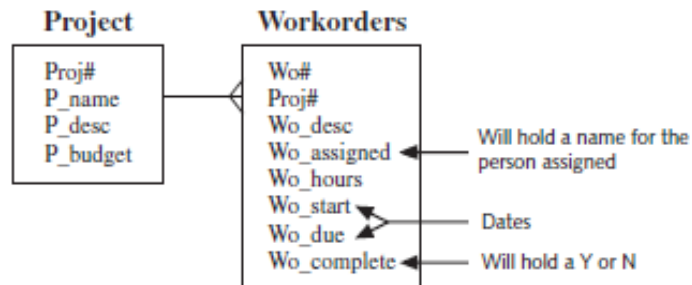 Project
Workorders
Proj#
P_name
P_desc
P_budget
Wo#
Proj#
Wo_desc
Wo_assigned
Wo_hours
Wo_start
Wo_due
Wo_complete
Will hold a name for the
person assigned
Dates
Will hold a Y or N